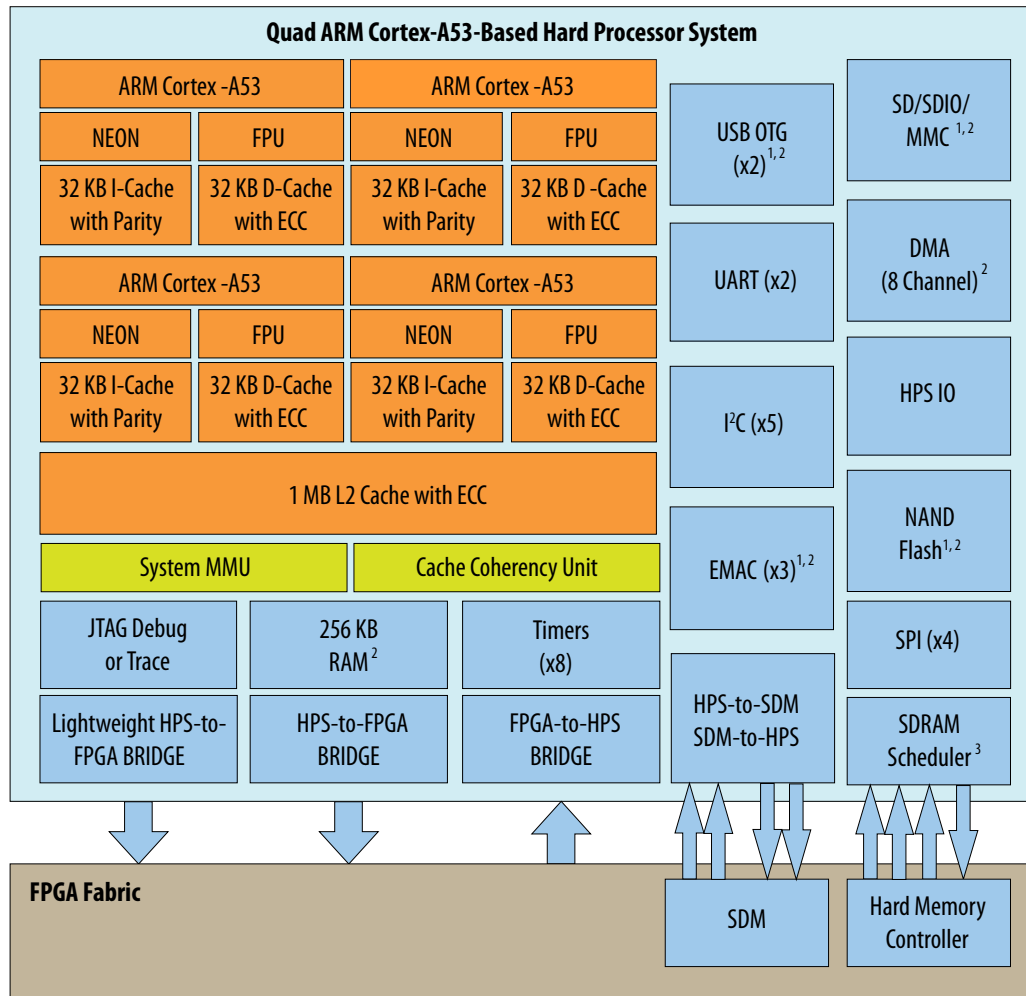 Quad ARM Cortex-A53-Based Hard Processor System
ARM Cortex -A53
ARM Cortex -A53
NEON
FPU
NEON
FPU
32 KB I-Cache
with Parity
32 KB D-Cache
with ECC
32 KB I-Cache
with Parity
32 KB D -Cache
with ECC
ARM Cortex -A53
ARM Cortex -A53
NEON
FPU
NEON
FPU
32 KB I-Cache
with Parity
32 KB D-Cache
with ECC
32 KB I-Cache
with Parity
32 KB D-Cache
with ECC
1 MB L2 Cache with ECC
System MMU
Cache Coherency Unit
JTAG Debug
or Trace
256 KB
RAM 2
Timers
(x8)
Lightweight HPS-to-
FPGA BRIDGE
HPS-to-FPGA
BRIDGE
FPGA-to-HPS
BRIDGE
USB OTG
(x2) 1, 2
UART (x2)
I²C (x5)
EMAC (x3) 1, 2
HPS-to-SDM
SDM-to-HPS
SD/SDIO/
MMC 1, 2
DMA
(8 Channel) 2
HPS IO
NAND
Flash 1, 2
SPI (x4)
SDRAM
Scheduler 3
FPGA Fabric
SDM
Hard Memory
Controller